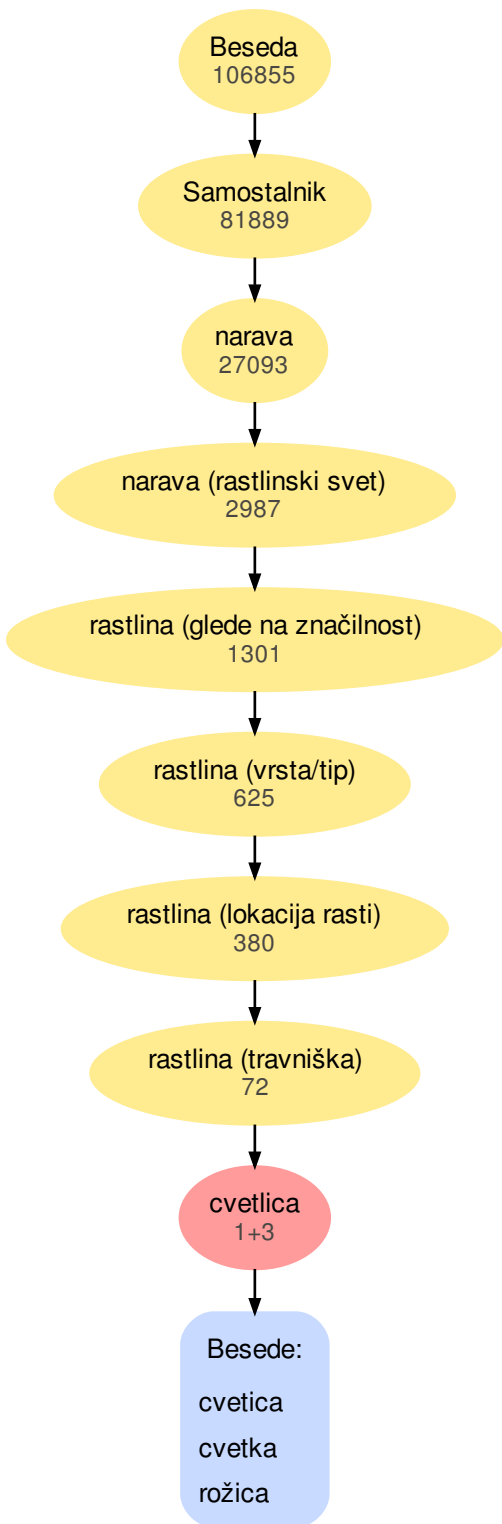 Beseda
106855
Samostalnik
81889
narava
27093
narava (rastlinski svet)
2987
rastlina (glede na značilnost)
1301
rastlina (vrsta/tip)
625
rastlina (lokacija rasti)
380
rastlina (travniška)
72
cvetlica
1+3
Besede:
cvetica
cvetka
rožica